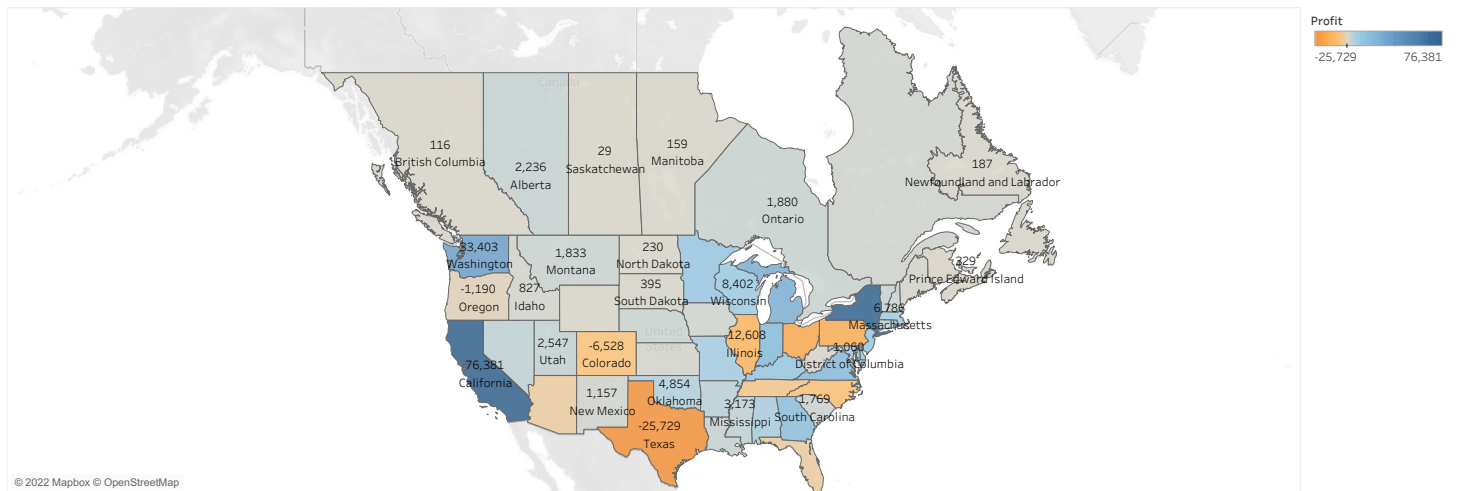 Profit
-25,729 76,381
Canada
116
British Columbia
2,236
Alberta
29
Saskatchewan
159
Manitoba
187
Newfoundland and Labrador
1,880
Ontario
33,403
Washington
1,833
Montana
230
North Dakota
329
Prince Edward Island
-1,190
Oregon
827
Idaho
395
South Dakota
8,402
Wisconsin
6,786
Massachusetts
United
States
2,547
Utah
-6,528
Colorado
-12,608
Illinois
1,060
District of Columbia
76,381
California
1,157
New Mexico
4,854
Oklahoma
3,173
Mississippi
1,769
South Carolina
-25,729
Texas
© 2022 Mapbox © OpenStreetMap